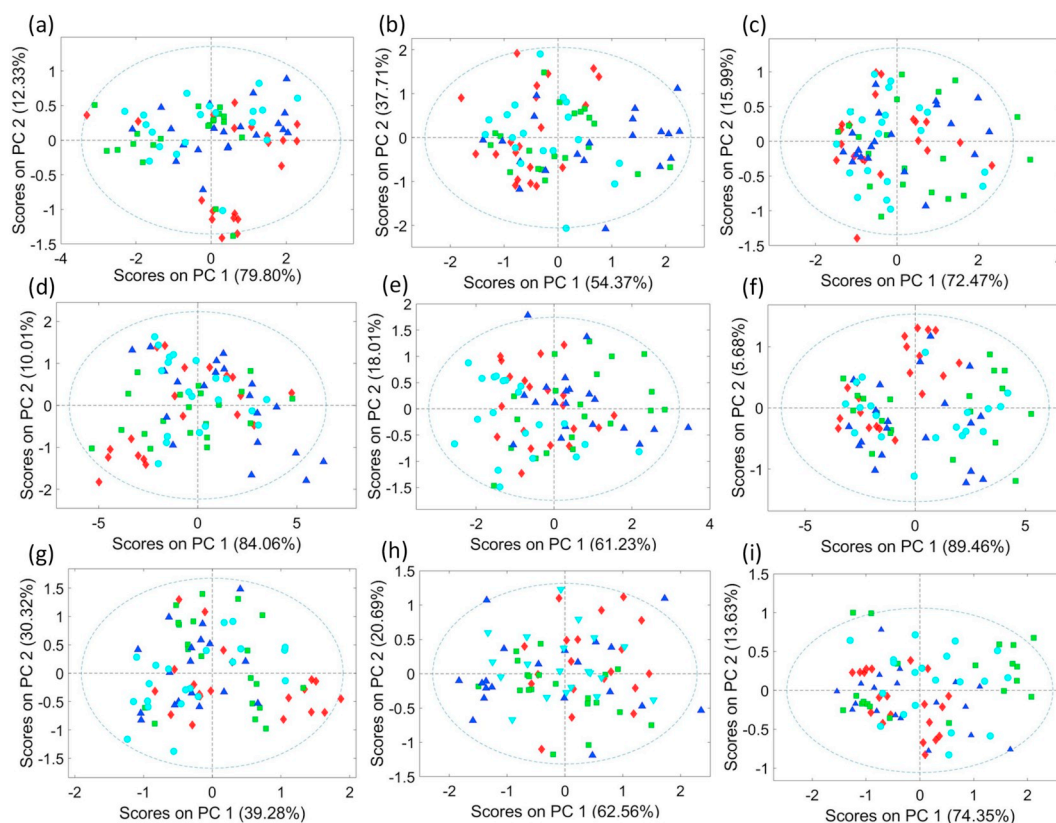 (a)
Scores on PC 2 (12.33%)
1
0.5
0
-0.5
-1
-1.5
-4 -2 0 2 4
Scores on PC 1 (79.80%)
(b)
Scores on PC 2 (37.71%)
2
1
0
-1
-2
-2 -1 0 1 2
Scores on PC 1 (54.37%)
(c)
Scores on PC 2 (15.99%)
1
0.5
0
-0.5
-1
-1.5
-2 0 2
Scores on PC 1 (72.47%)
(d)
Scores on PC 2 (10.01%)
2
1
0
-1
-2
-5 0 5
Scores on PC 1 (84.06%)
(e)
Scores on PC 2 (18.01%)
2
1.5
1
0.5
0
-0.5
-1
-1.5
-4 -2 0 2 4
Scores on PC 1 (61.23%)
(f)
Scores on PC 2 (5.68%)
1
0
-1
-5 0 5
Scores on PC 1 (89.46%)
(g)
Scores on PC 2 (30.32%)
1.5
1
0.5
0
-0.5
-1
-1.5
-2 -1 0 1 2
Scores on PC 1 (39.28%)
(h)
Scores on PC 2 (20.69%)
1.5
1
0.5
0
-0.5
-1
-1.5
-2 -1 0 1 2
Scores on PC 1 (62.56%)
(i)
Scores on PC 2 (13.63%)
1.5
1
0.5
0
-0.5
-1
-2 -1 0 1 2
Scores on PC 1 (74.35%)